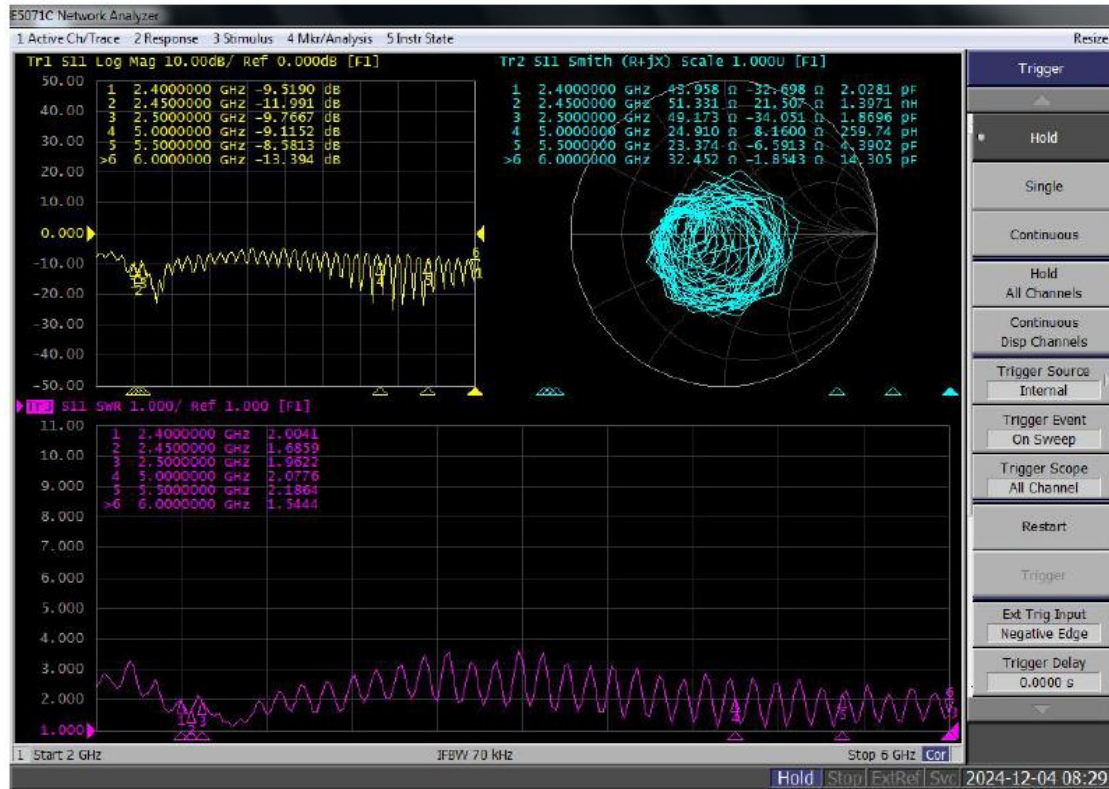 E5071C Network Analyzer
1 Active Ch/Trace 2 Response 3 Stimulus 4 Mkr/Analysis 5 Instr State Resize
Tr1 S11 Log Mag 10.00dB/ Ref 0.000dB [F1]
50.00
40.00
30.00
20.00
10.00
0.000
-10.00
-20.00
-30.00
-40.00
-50.00
1 2.4000000 GHz -9.5190 dB
2 2.4500000 GHz -11.991 dB
3 2.5000000 GHz -9.7667 dB
4 5.0000000 GHz -9.1152 dB
5 5.5000000 GHz -8.5813 dB
>6 6.0000000 GHz -13.394 dB
Tr2 S11 Smith (R+jX) Scale 1.000U [F1]
1 2.4000000 GHz 43.958 Ω -32.698 Ω 2.0281 pF
2 2.4500000 GHz 51.331 Ω 21.507 Ω 1.3971 nH
3 2.5000000 GHz 49.173 Ω -34.051 Ω 1.8696 pF
4 5.0000000 GHz 24.910 Ω 8.1600 Ω 259.74 pH
5 5.5000000 GHz 23.374 Ω -6.5913 Ω 4.3902 pF
>6 6.0000000 GHz 32.452 Ω -1.8543 Ω 14.305 pF
Tr3 S11 SWR 1.000/ Ref 1.000 [F1]
11.00
10.00
9.000
8.000
7.000
6.000
5.000
4.000
3.000
2.000
1.000
1 2.4000000 GHz 2.0041
2 2.4500000 GHz 1.6859
3 2.5000000 GHz 1.9622
4 5.0000000 GHz 2.0776
5 5.5000000 GHz 2.1864
>6 6.0000000 GHz 1.5444
1 Start 2 GHz IFBW 70 kHz Stop 6 GHz Cor
Trigger
Hold
Single
Continuous
Hold
All Channels
Continuous
Disp Channels
Trigger Source
Internal
Trigger Event
On Sweep
Trigger Scope
All Channel
Restart
Trigger
Ext Trig Input
Negative Edge
Trigger Delay
0.0000 s
Hold Stop ExtRef Svc 2024-12-04 08:29